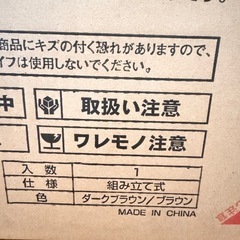 商品にキズの付く恐れがありますので、
イフは使用しないでください。
中
取扱い注意
ワレモノ注意
入数 1
仕様 組み立て式
色 ダークブラウン/ブラウン
MADE IN CHINA